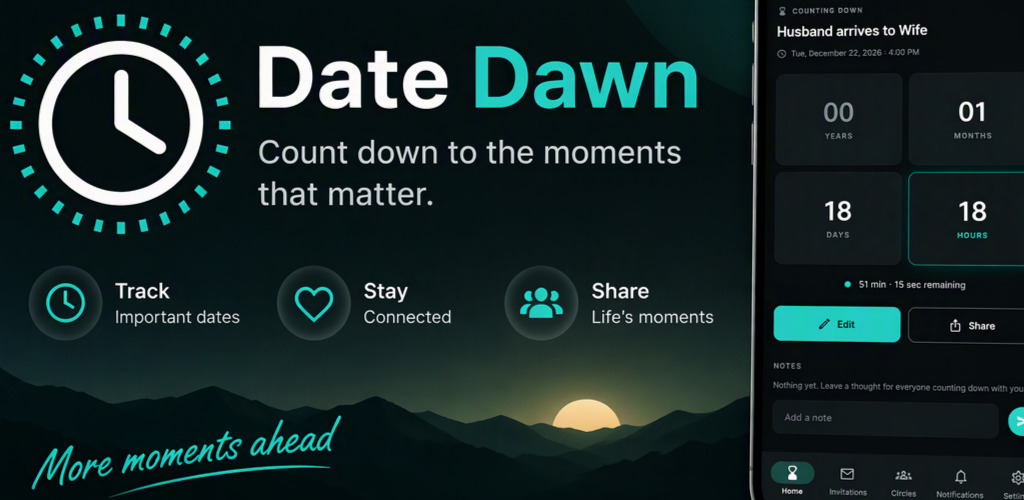 Date Dawn
Count down to the moments
that matter.
Track
Important dates
Stay
Connected
Share
Life's moments
More moments ahead
COUNTING DOWN
Husband arrives to Wife
Tue, December 22, 2026 · 4:00 PM
00
YEARS
01
MONTHS
18
DAYS
18
HOURS
51 min · 15 sec remaining
Edit
Share
NOTES
Nothing yet. Leave a thought for everyone counting down with you
Add a note
Home
Invitations
Circles
Notifications